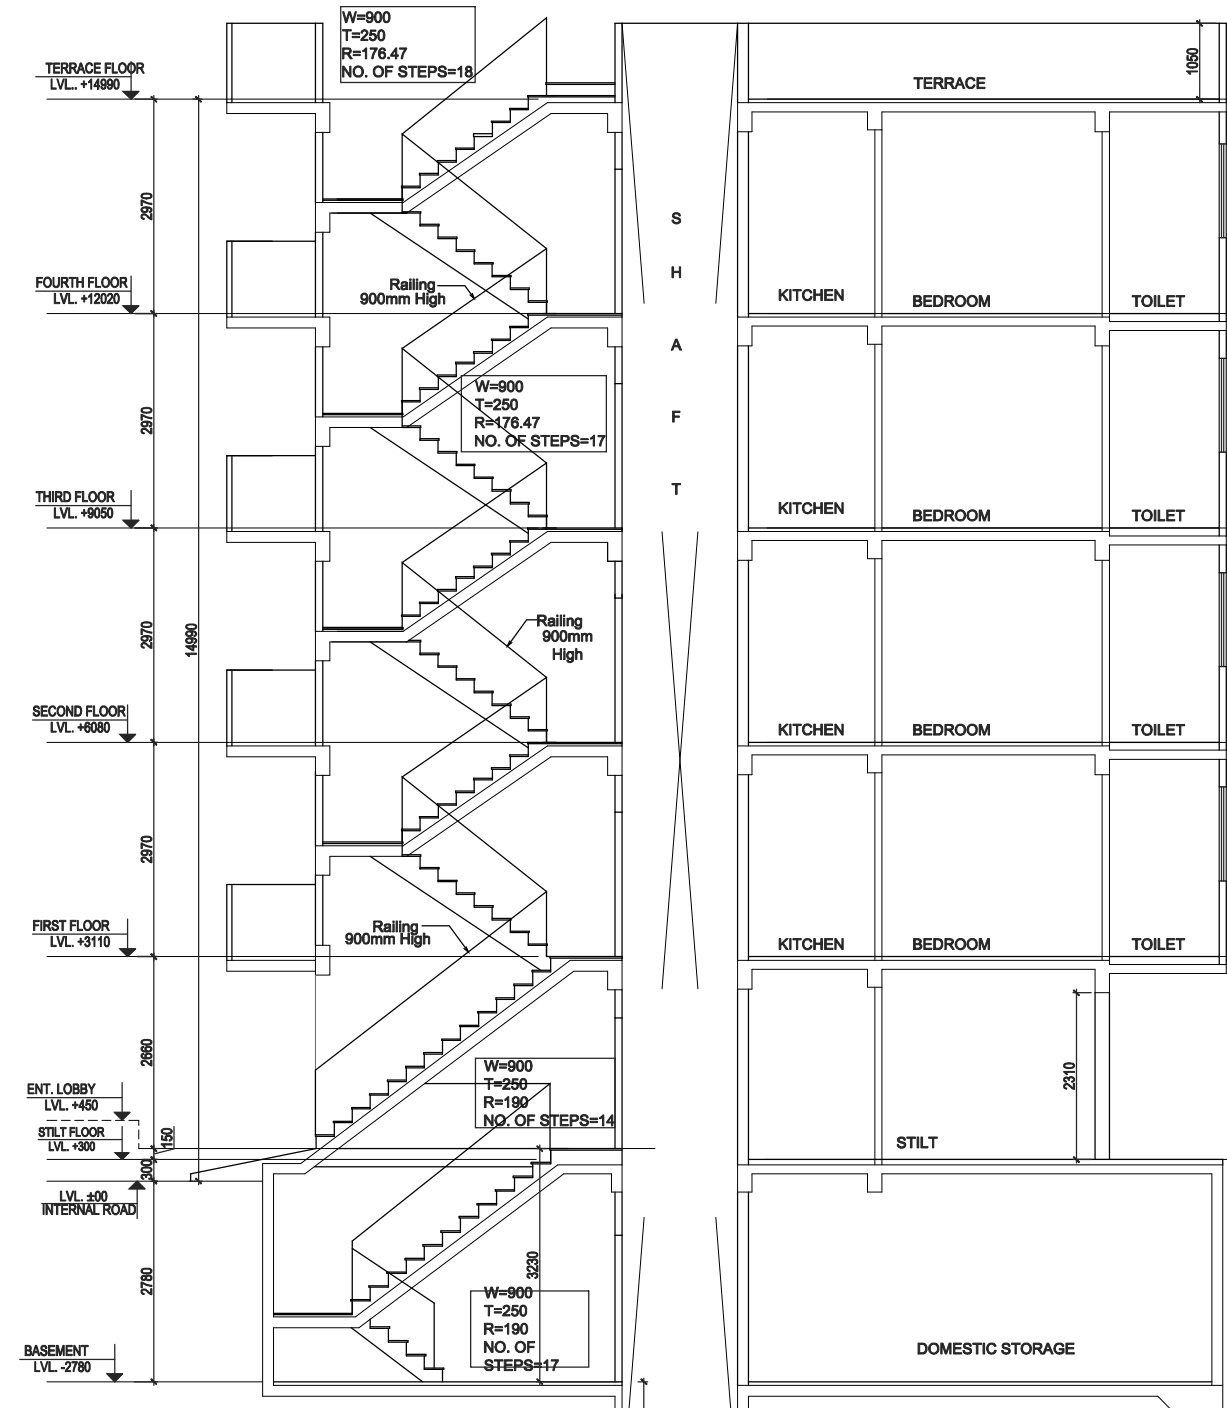 W=900
T=250
R=176.47
NO. OF STEPS=18
TERRACE FLOOR
LVL.. +14990
TERRACE
1050
2970
S
H
A
F
T
FOURTH FLOOR
LVL. +12020
Railing
900mm High
KITCHEN
BEDROOM
TOILET
2970
W=900
T=250
R=176.47
NO. OF STEPS=17
THIRD FLOOR
LVL. +9050
KITCHEN
BEDROOM
TOILET
2970
14990
Railing
900mm
High
SECOND FLOOR
LVL. +6080
KITCHEN
BEDROOM
TOILET
2970
FIRST FLOOR
LVL. +3110
Railing
900mm High
KITCHEN
BEDROOM
TOILET
2660
W=900
T=250
R=190
NO. OF STEPS=14
2310
ENT. LOBBY
LVL. +450
STILT FLOOR
LVL. +300
150
300
STILT
LVL. ±00
INTERNAL ROAD
2780
3230
W=900
T=250
R=190
NO. OF
STEPS=17
BASEMENT
LVL. -2780
DOMESTIC STORAGE